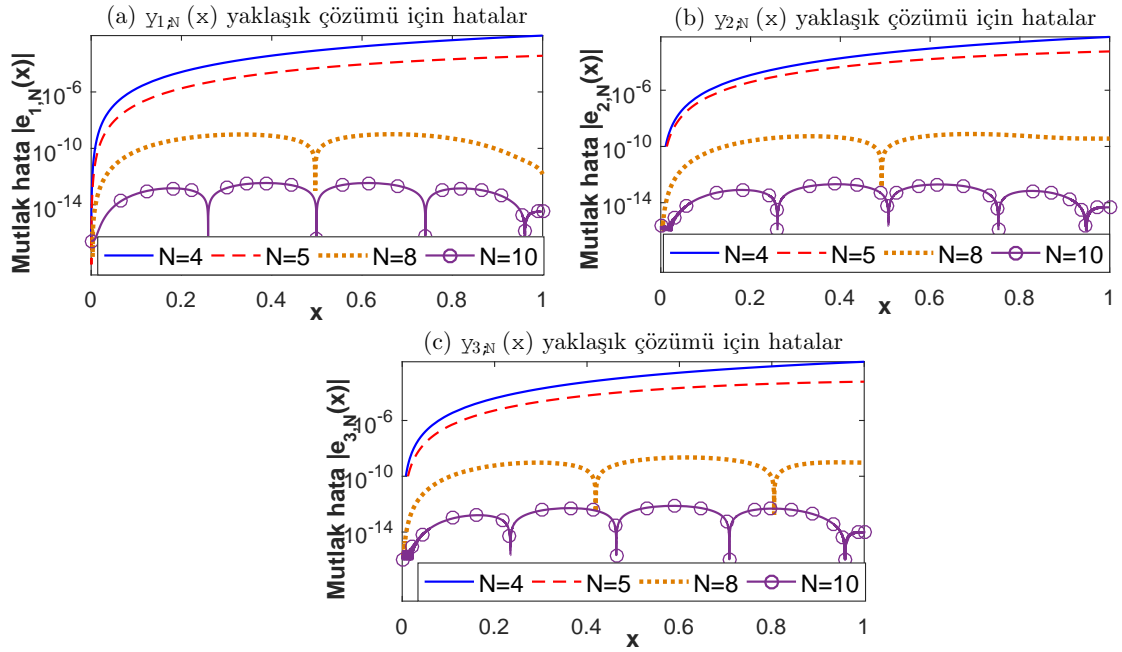 (a) y1,N(x) yaklaşık çözümü için hatalar
Mutlak hata |e1,N(x)|
10-6
10-10
10-14
N=4 N=5 N=8 N=10
0 0.2 0.4 0.6 0.8 1
x
(b) y2,N(x) yaklaşık çözümü için hatalar
Mutlak hata |e2,N(x)|
10-6
10-10
10-14
N=4 N=5 N=8 N=10
0 0.2 0.4 0.6 0.8 1
x
(c) y3,N(x) yaklaşık çözümü için hatalar
Mutlak hata |e3,N(x)|
10-6
10-10
10-14
N=4 N=5 N=8 N=10
0 0.2 0.4 0.6 0.8 1
x